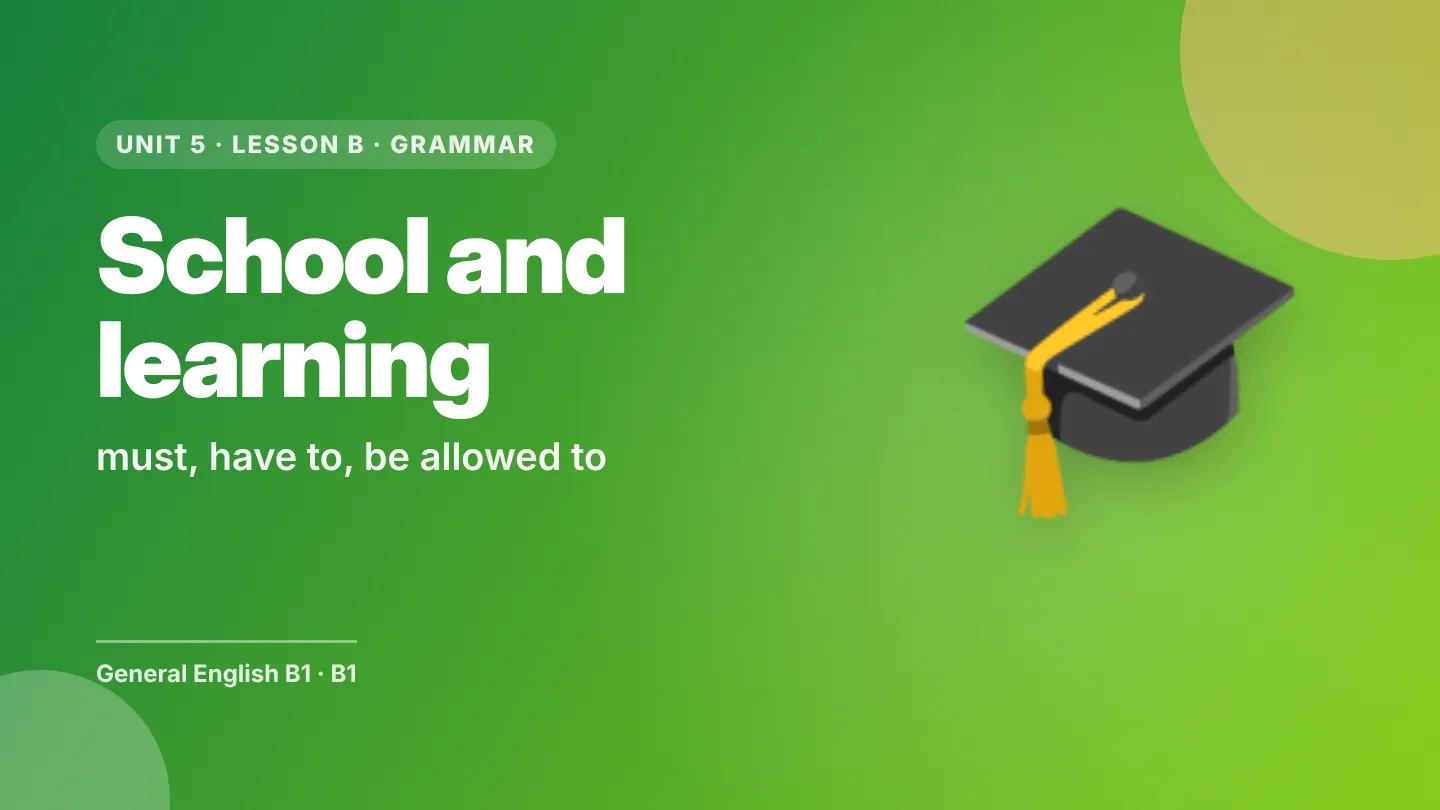 UNIT 5 · LESSON B · GRAMMAR
School and
learning
must, have to, be allowed to
General English B1 · B1